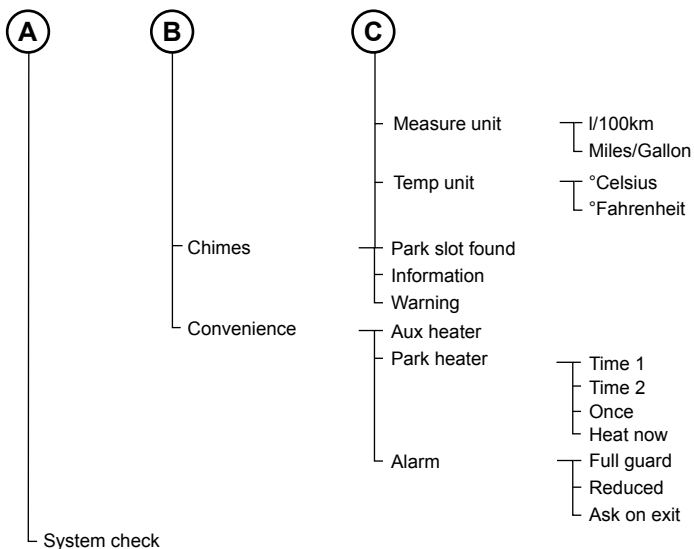 A B C
Measure unit l/100km
Miles/Gallon
Temp unit °Celsius
°Fahrenheit
Chimes Park slot found
Information
Warning
Convenience Aux heater
Park heater Time 1
Time 2
Once
Heat now
Alarm Full guard
Reduced
Ask on exit
System check